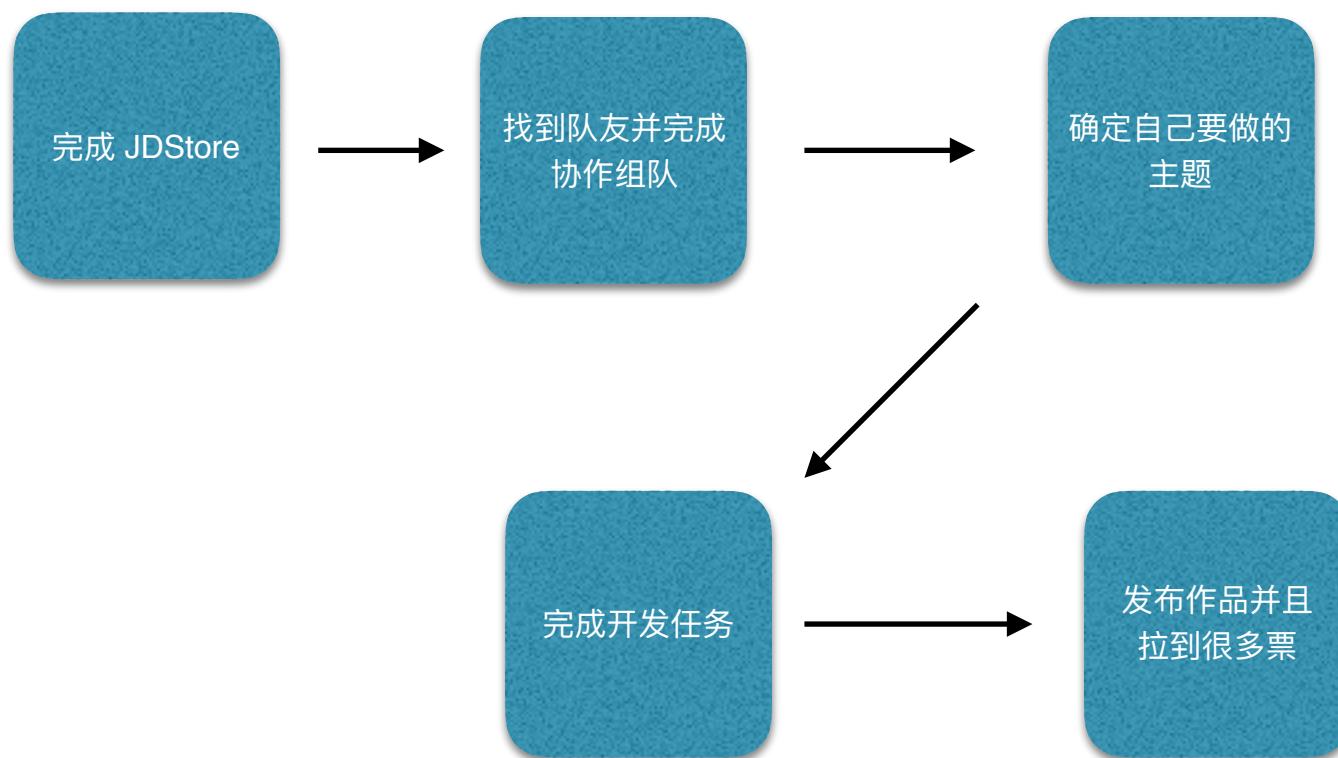 完成 JDStore
找到队友并完成
协作组队
确定自己要做的
主题
完成开发任务
发布作品并且
拉到很多票